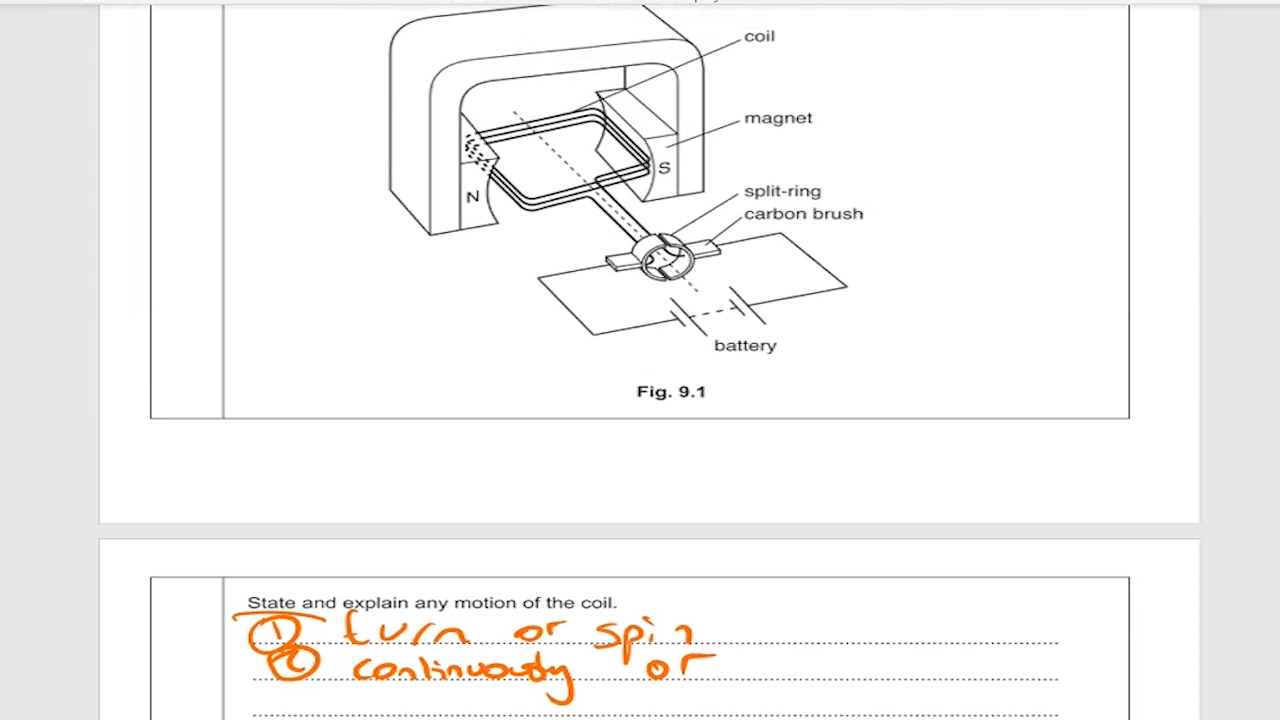 coil
magnet
S
N
split-ring
carbon brush
battery
Fig. 9.1
State and explain any motion of the coil.
① turn or spin
② continuously or